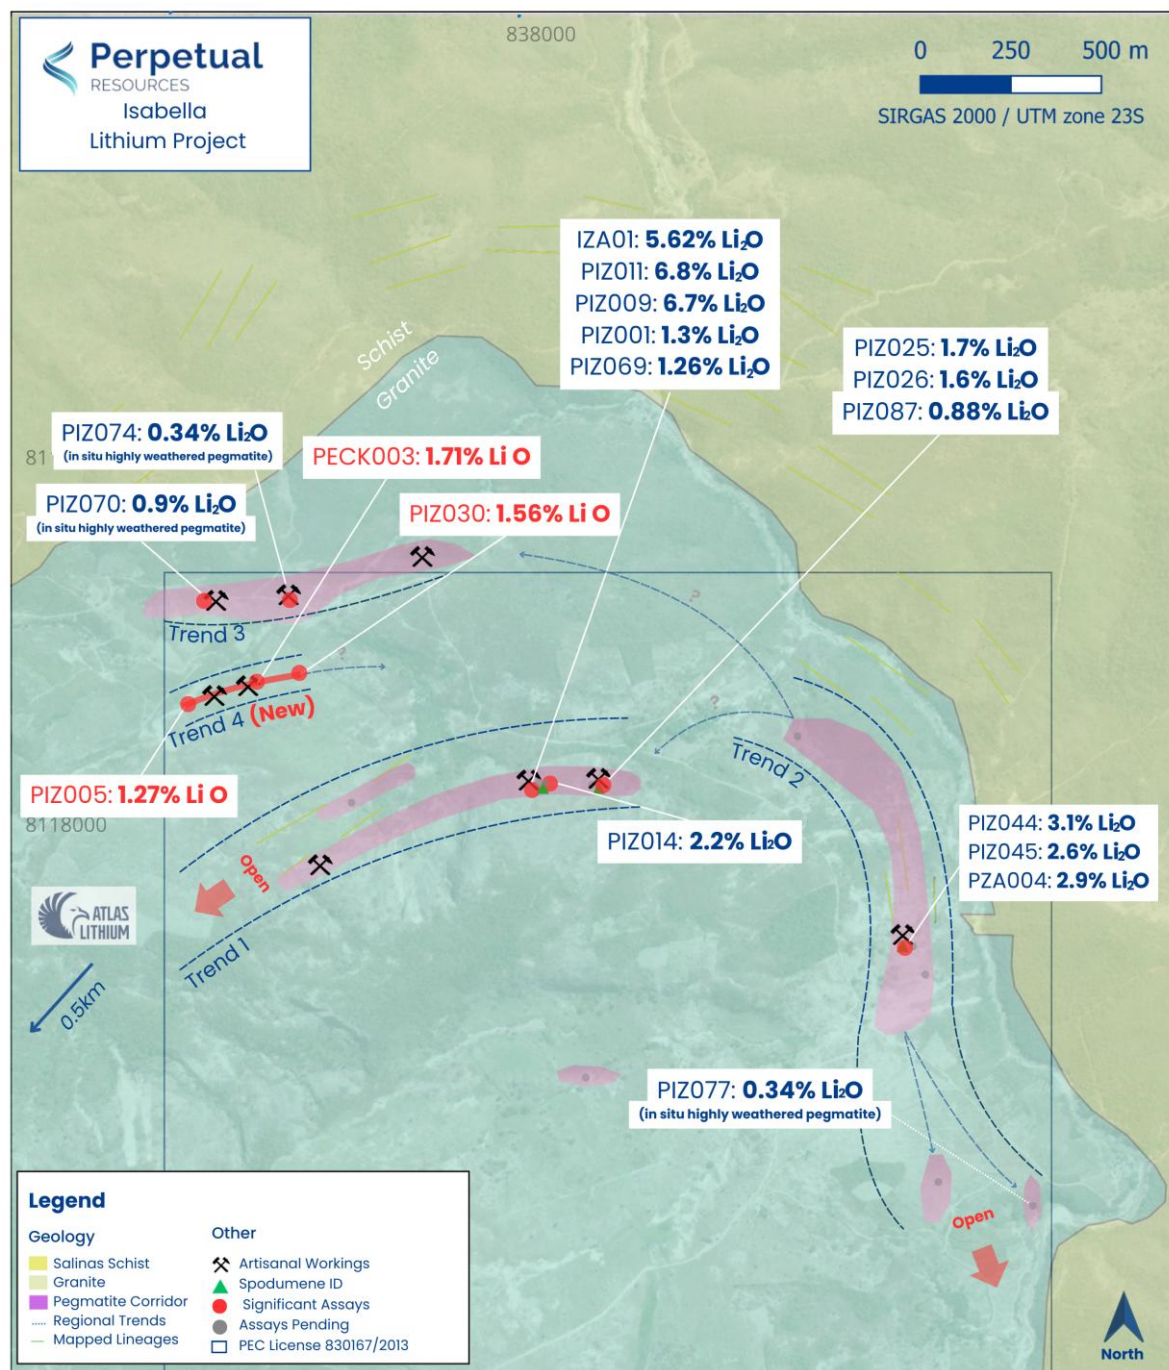 Perpetual
RESOURCES
Isabella
Lithium Project
838000
0 250 500 m
SIRGAS 2000 / UTM zone 23S
IZA01: 5.62% Li₂O
PIZ011: 6.8% Li₂O
PIZ009: 6.7% Li₂O
PIZ001: 1.3% Li₂O
PIZ069: 1.26% Li₂O
PIZ025: 1.7% Li₂O
PIZ026: 1.6% Li₂O
PIZ087: 0.88% Li₂O
Schist
Granite
PIZ074: 0.34% Li₂O
(in situ highly weathered pegmatite)
81
PECK003: 1.71% Li O
PIZ070: 0.9% Li₂O
(in situ highly weathered pegmatite)
PIZ030: 1.56% Li O
?
Trend 3
?
Trend 4 (New)
?
Trend 2
PIZ005: 1.27% Li O
8118000
PIZ014: 2.2% Li₂O
PIZ044: 3.1% Li₂O
PIZ045: 2.6% Li₂O
PZA004: 2.9% Li₂O
Open
ATLAS
LITHIUM
Trend 1
0.5km
PIZ077: 0.34% Li₂O
(in situ highly weathered pegmatite)
Open
Legend
Geology
Salinas Schist
Granite
Pegmatite Corridor
Regional Trends
Mapped Lineages
Other
Artisanal Workings
Spodumene ID
Significant Assays
Assays Pending
PEC License 830167/2013
North